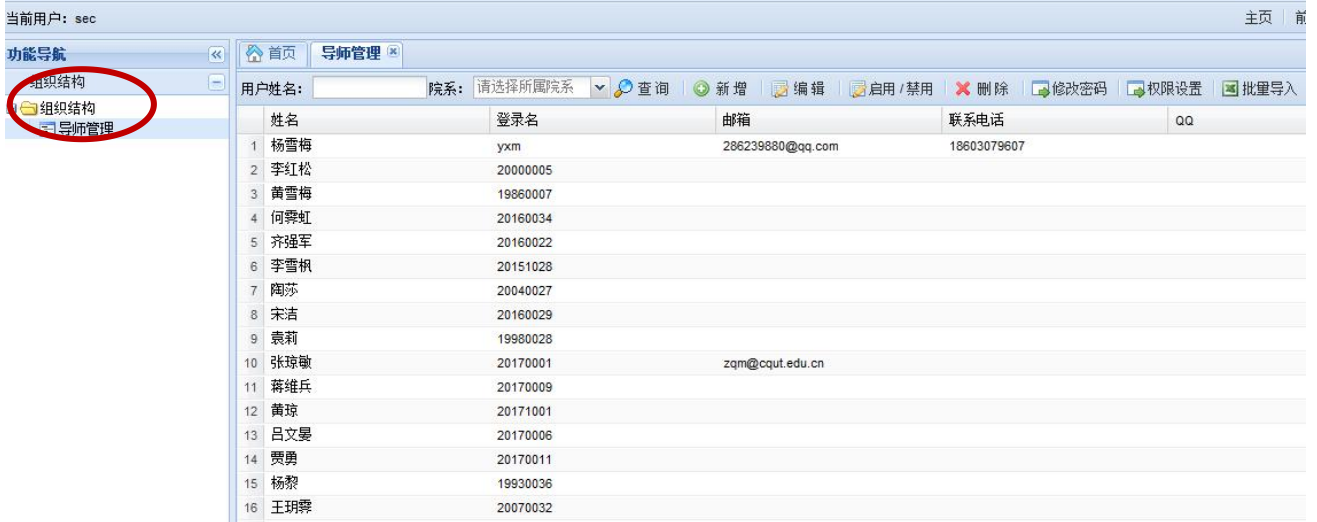 当前用户: sec
主页 前
功能导航
首页 导师管理
组织结构
用户姓名: 院系: 请选择所属院系 查询 新增 编辑 启用/禁用 删除 修改密码 权限设置 批量导入
组织结构
导师管理
姓名 登录名 邮箱 联系电话 QQ
1 杨雪梅 yxm 286239880@qq.com 18603079607
2 李红松 20000005
3 黄雪梅 19860007
4 何霁虹 20160034
5 齐强军 20160022
6 李雪枫 20151028
7 陶莎 20040027
8 宋洁 20160029
9 袁莉 19980028
10 张琼敏 20170001 zqm@cqut.edu.cn
11 蒋维兵 20170009
12 黄琼 20171001
13 吕文晏 20170006
14 贾勇 20170011
15 杨黎 19930036
16 王玥霁 20070032